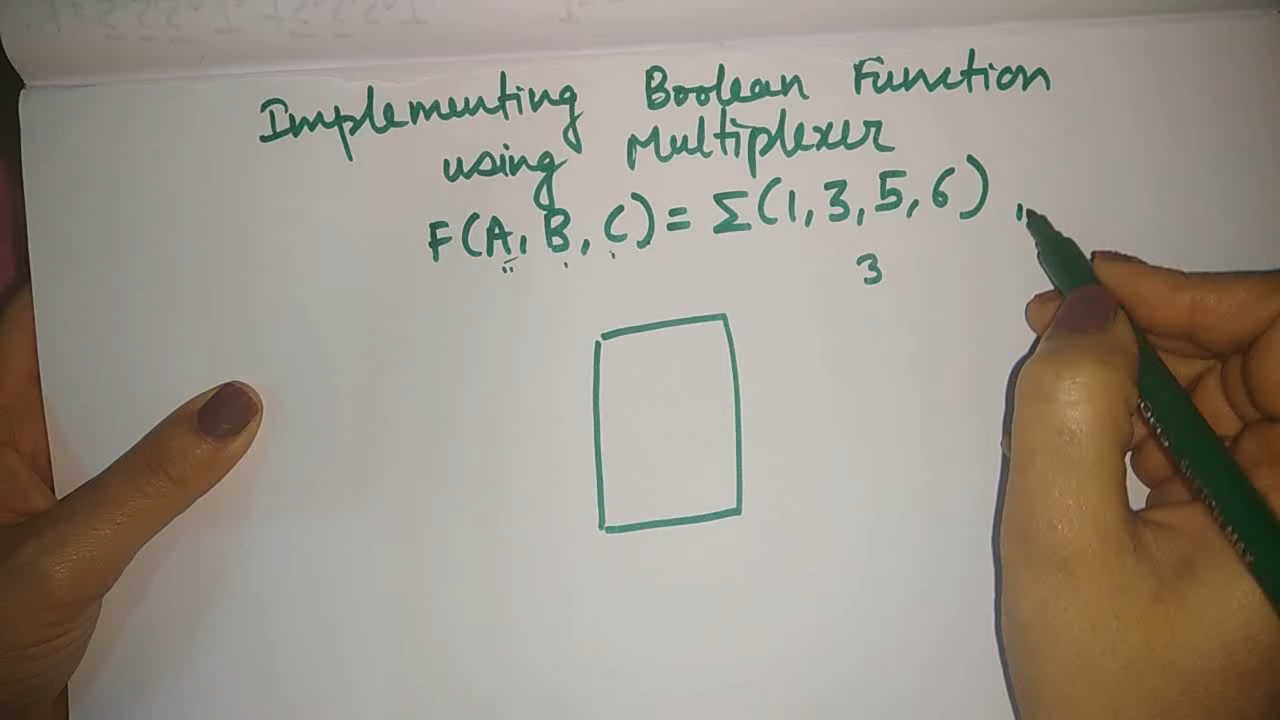 Implementing Boolean Function
using Multiplexer
F(A, B, C) = Σ(1, 3, 5, 6)
3